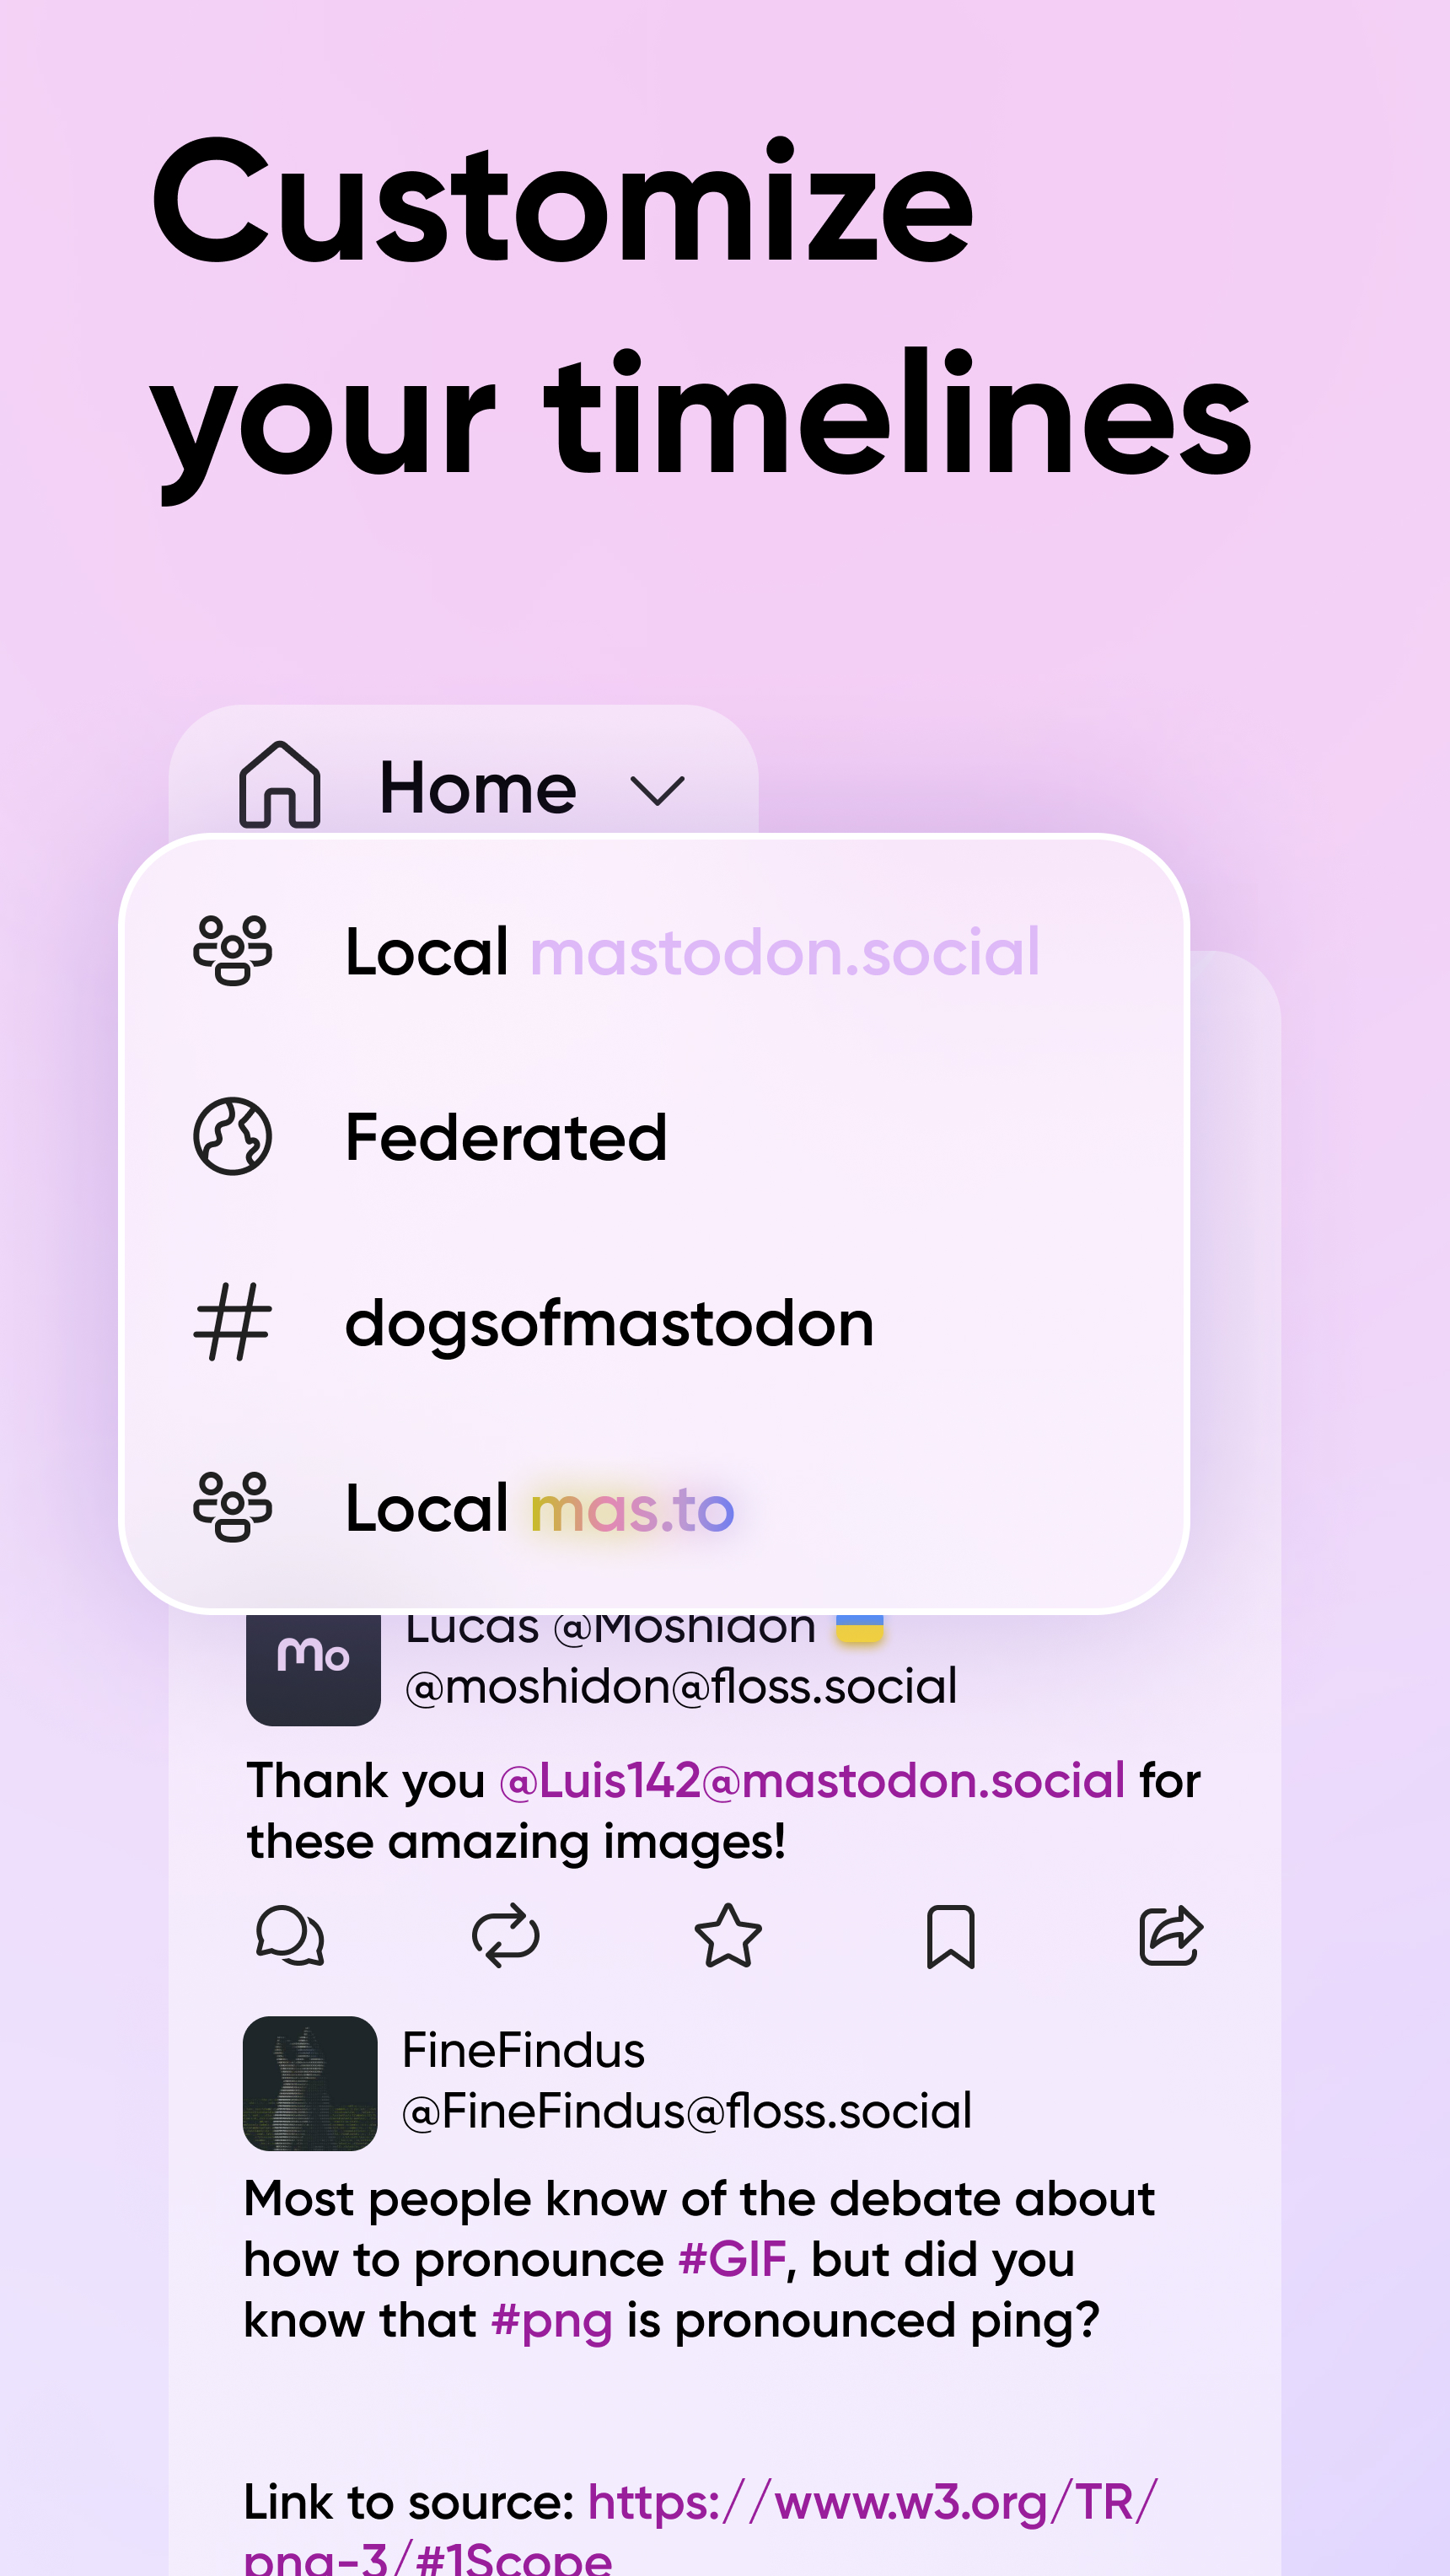 Customize
your timelines
Home
Local mastodon.social
Federated
# dogsofmastodon
Local mas.to
Mo
Lucas @Moshidon
@moshidon@floss.social
Thank you @Luis142@mastodon.social for
these amazing images!
FineFindus
@FineFindus@floss.social
Most people know of the debate about
how to pronounce #GIF, but did you
know that #png is pronounced ping?
Link to source: https://www.w3.org/TR/
png-3/#1Scope